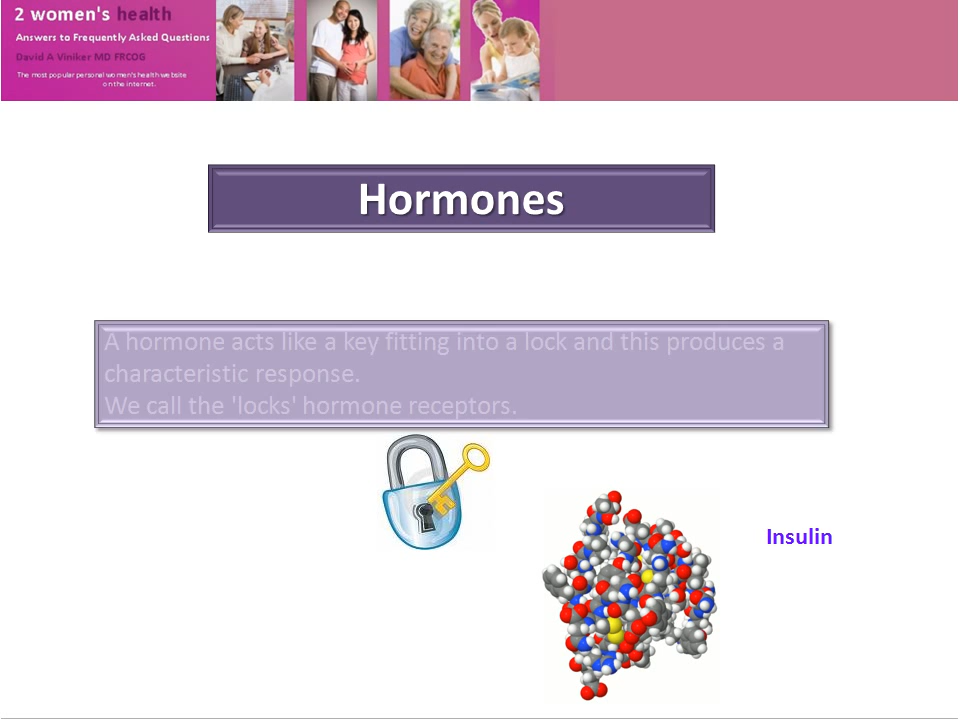 2 women's health
Answers to Frequently Asked Questions
David A Viniker MD FRCOG
The most popular personal women's health website
on the internet.
Hormones
A hormone acts like a key fitting into a lock and this produces a
characteristic response.
We call the 'locks' hormone receptors.
Insulin